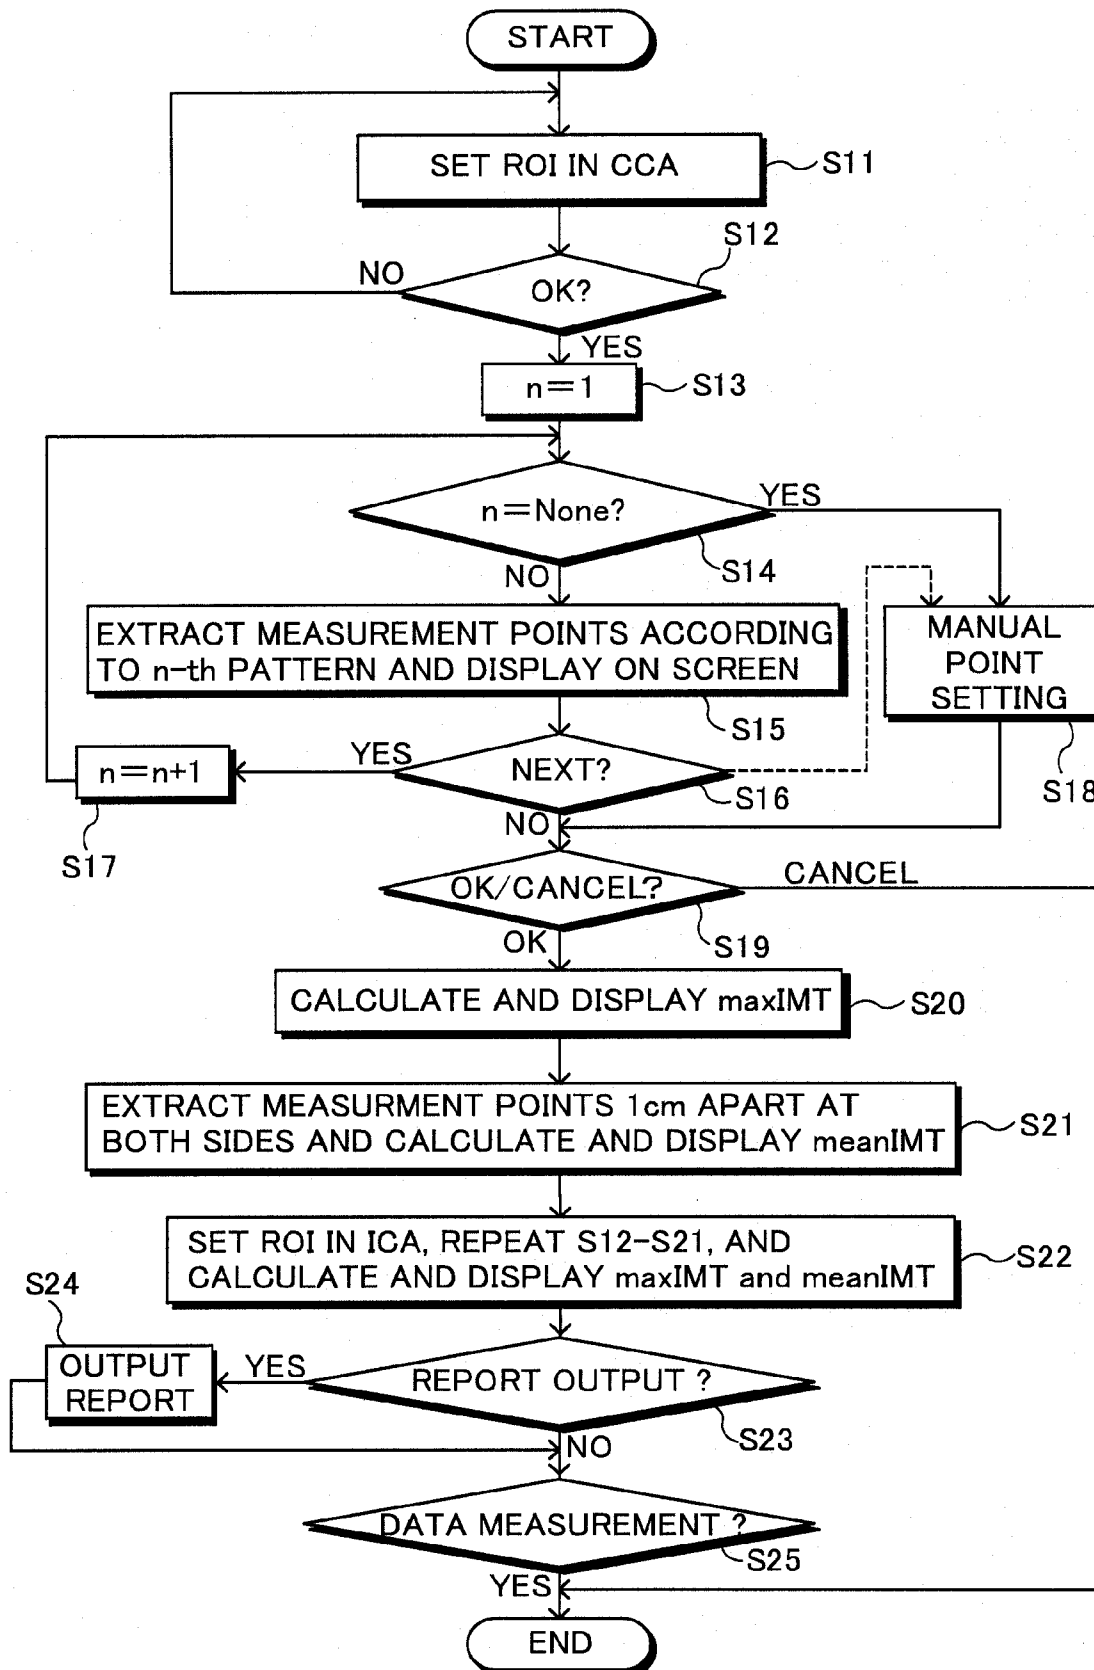 START
SET ROI IN CCA
S11
S12
NO
OK?
YES
n=1
S13
n=None?
YES
S14
NO
EXTRACT MEASUREMENT POINTS ACCORDING
TO n-th PATTERN AND DISPLAY ON SCREEN
S15
MANUAL
POINT
SETTING
S18
n=n+1
S17
YES
NEXT?
S16
NO
OK/CANCEL?
CANCEL
S19
OK
CALCULATE AND DISPLAY maxIMT
S20
EXTRACT MEASURMENT POINTS 1cm APART AT
BOTH SIDES AND CALCULATE AND DISPLAY meanIMT
S21
SET ROI IN ICA, REPEAT S12-S21, AND
CALCULATE AND DISPLAY maxIMT and meanIMT
S22
S24
OUTPUT
REPORT
YES
REPORT OUTPUT ?
S23
NO
DATA MEASUREMENT ?
S25
YES
END